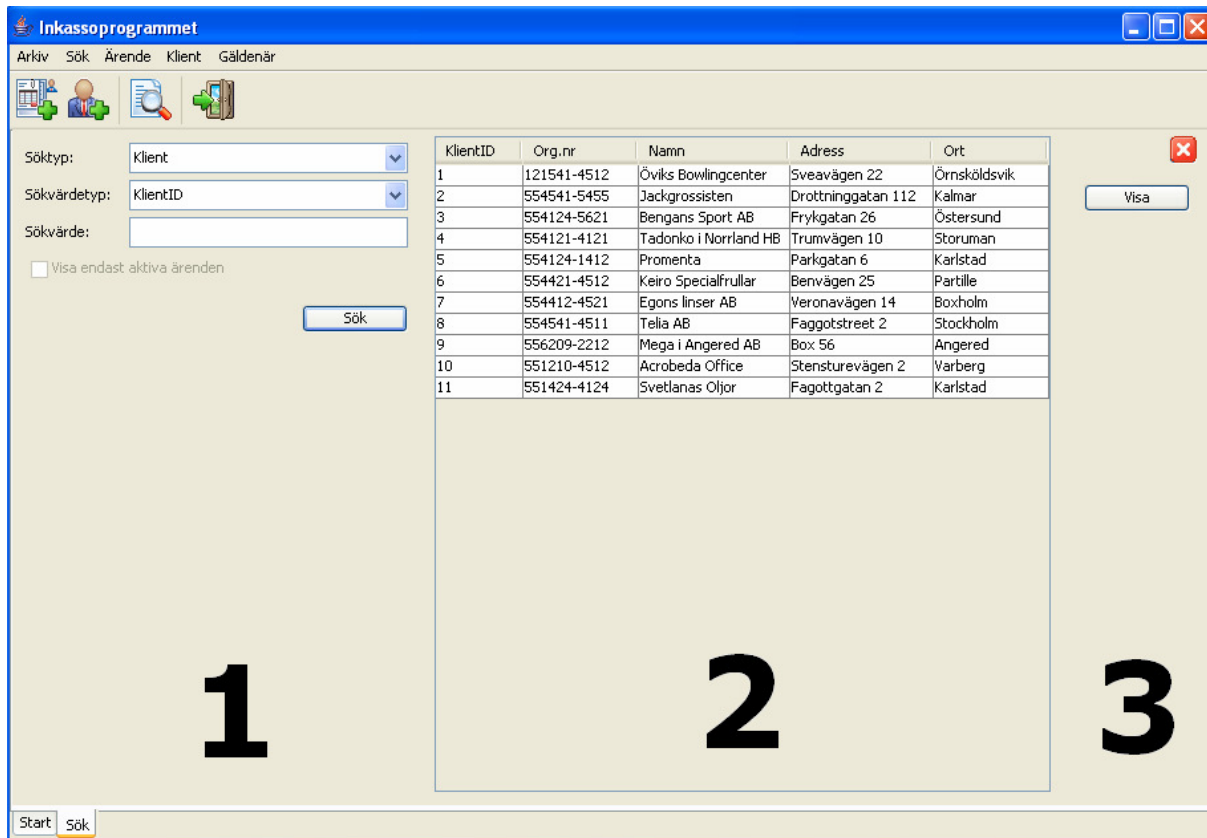 Inkassoprogrammet
Arkiv Sök Ärende Klient Gäldenär
Söktyp: Klient
Sökvärdetyp: KlientID
Sökvärde:
Visa endast aktiva ärenden
Sök
KlientID Org.nr Namn Adress Ort
1 121541-4512 Öviks Bowlingcenter Sveavägen 22 Örnsköldsvik
2 554541-5455 Jackgrossisten Drottninggatan 112 Kalmar
3 554124-5621 Bengans Sport AB Frykgatan 26 Östersund
4 554121-4121 Tadonko i Norrland HB Trumvägen 10 Storuman
5 554124-1412 Promenta Parkgatan 6 Karlstad
6 554421-4512 Keiro Specialfrullar Benvägen 25 Partille
7 554412-4521 Egons linser AB Veronavägen 14 Boxholm
8 554541-4511 Telia AB Faggotstreet 2 Stockholm
9 556209-2212 Mega i Angered AB Box 56 Angered
10 551210-4512 Acrobeda Office Stensturevägen 2 Varberg
11 551424-4124 Svetlanas Oljor Fagottgatan 2 Karlstad
Visa
1 2 3
Start Sök